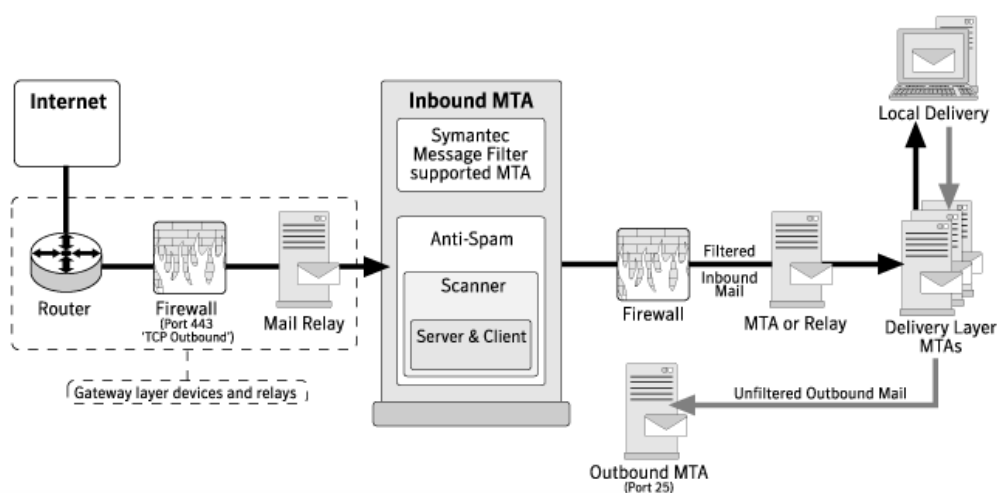 Internet
Router
Firewall
(Port 443
'TCP Outbound')
Mail Relay
Gateway layer devices and relays
Inbound MTA
Symantec
Message Filter
supported MTA
Anti-Spam
Scanner
Server & Client
Firewall
Filtered
Inbound
Mail
MTA or Relay
Local Delivery
Delivery Layer
MTAs
Unfiltered Outbound Mail
Outbound MTA
(Port 25)